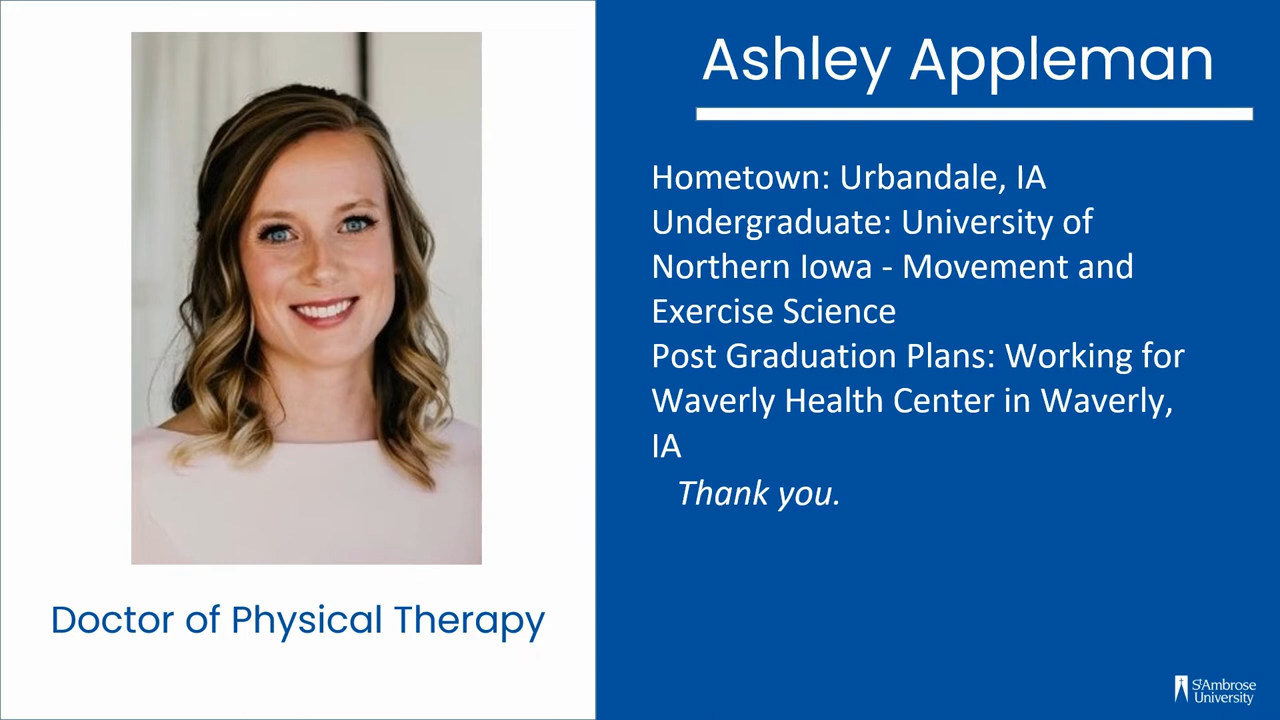 Ashley Appleman
Hometown: Urbandale, IA
Undergraduate: University of
Northern Iowa - Movement and
Exercise Science
Post Graduation Plans: Working for
Waverly Health Center in Waverly,
IA
Thank you.
Doctor of Physical Therapy
St.Ambrose
University